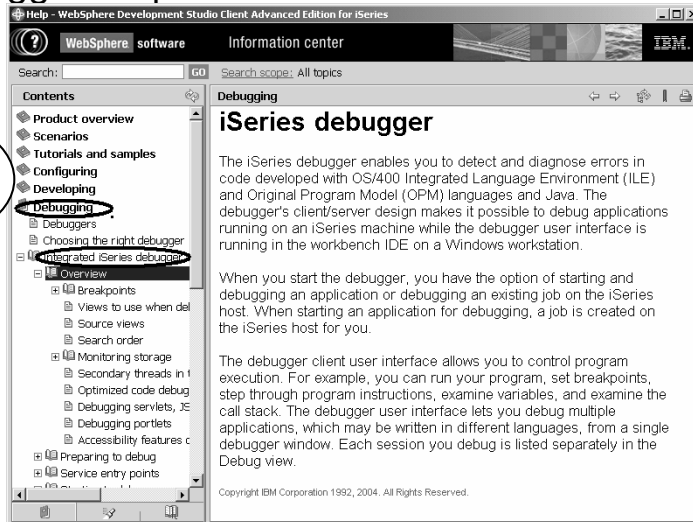 Help - WebSphere Development Studio Client Advanced Edition for iSeries
WebSphere software
Information center
IBM.
Search:
GO
Search scope: All topics
Contents
Product overview
Scenarios
Tutorials and samples
Configuring
Developing
Debugging
Debuggers
Choosing the right debugger
Integrated iSeries debugger
Overview
Breakpoints
Views to use when del
Source views
Search order
Monitoring storage
Secondary threads in t
Optimized code debug
Debugging servlets, JS
Debugging portlets
Accessibility features c
Preparing to debug
Service entry points
Debugging
iSeries debugger
The iSeries debugger enables you to detect and diagnose errors in
code developed with OS/400 Integrated Language Environment (ILE)
and Original Program Model (OPM) languages and Java. The
debugger's client/server design makes it possible to debug applications
running on an iSeries machine while the debugger user interface is
running in the workbench IDE on a Windows workstation.
When you start the debugger, you have the option of starting and
debugging an application or debugging an existing job on the iSeries
host. When starting an application for debugging, a job is created on
the iSeries host for you.
The debugger client user interface allows you to control program
execution. For example, you can run your program, set breakpoints,
step through program instructions, examine variables, and examine the
call stack. The debugger user interface lets you debug multiple
applications, which may be written in different languages, from a single
debugger window. Each session you debug is listed separately in the
Debug view.
Copyright IBM Corporation 1992, 2004. All Rights Reserved.